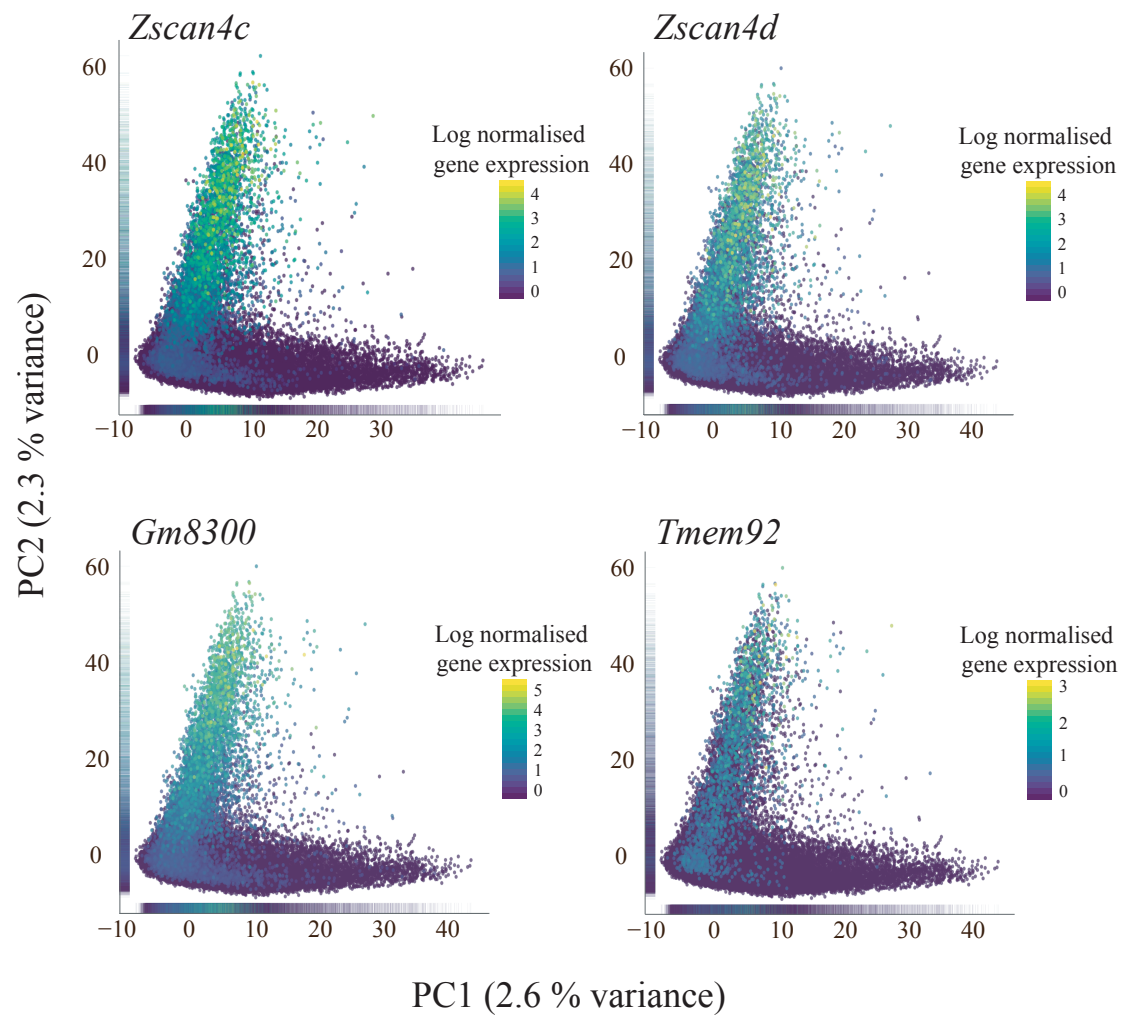 Zscan4c
60
40
20
0
−10 0 10 20 30
Log normalised
gene expression
4
3
2
1
0
Zscan4d
60
40
20
0
−10 0 10 20 30 40
Log normalised
gene expression
4
3
2
1
0
PC2 (2.3 % variance)
Gm8300
60
40
20
0
−10 0 10 20 30 40
Log normalised
gene expression
5
4
3
2
1
0
Tmem92
60
40
20
0
−10 0 10 20 30 40
Log normalised
gene expression
3
2
1
0
PC1 (2.6 % variance)